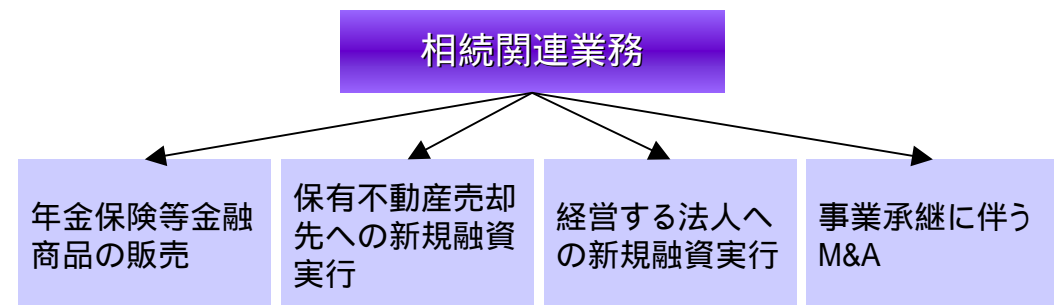 相続関連業務
年金保険等金融
商品の販売
保有不動産売却
先への新規融資
実行
経営する法人へ
の新規融資実行
事業承継に伴う
M&A